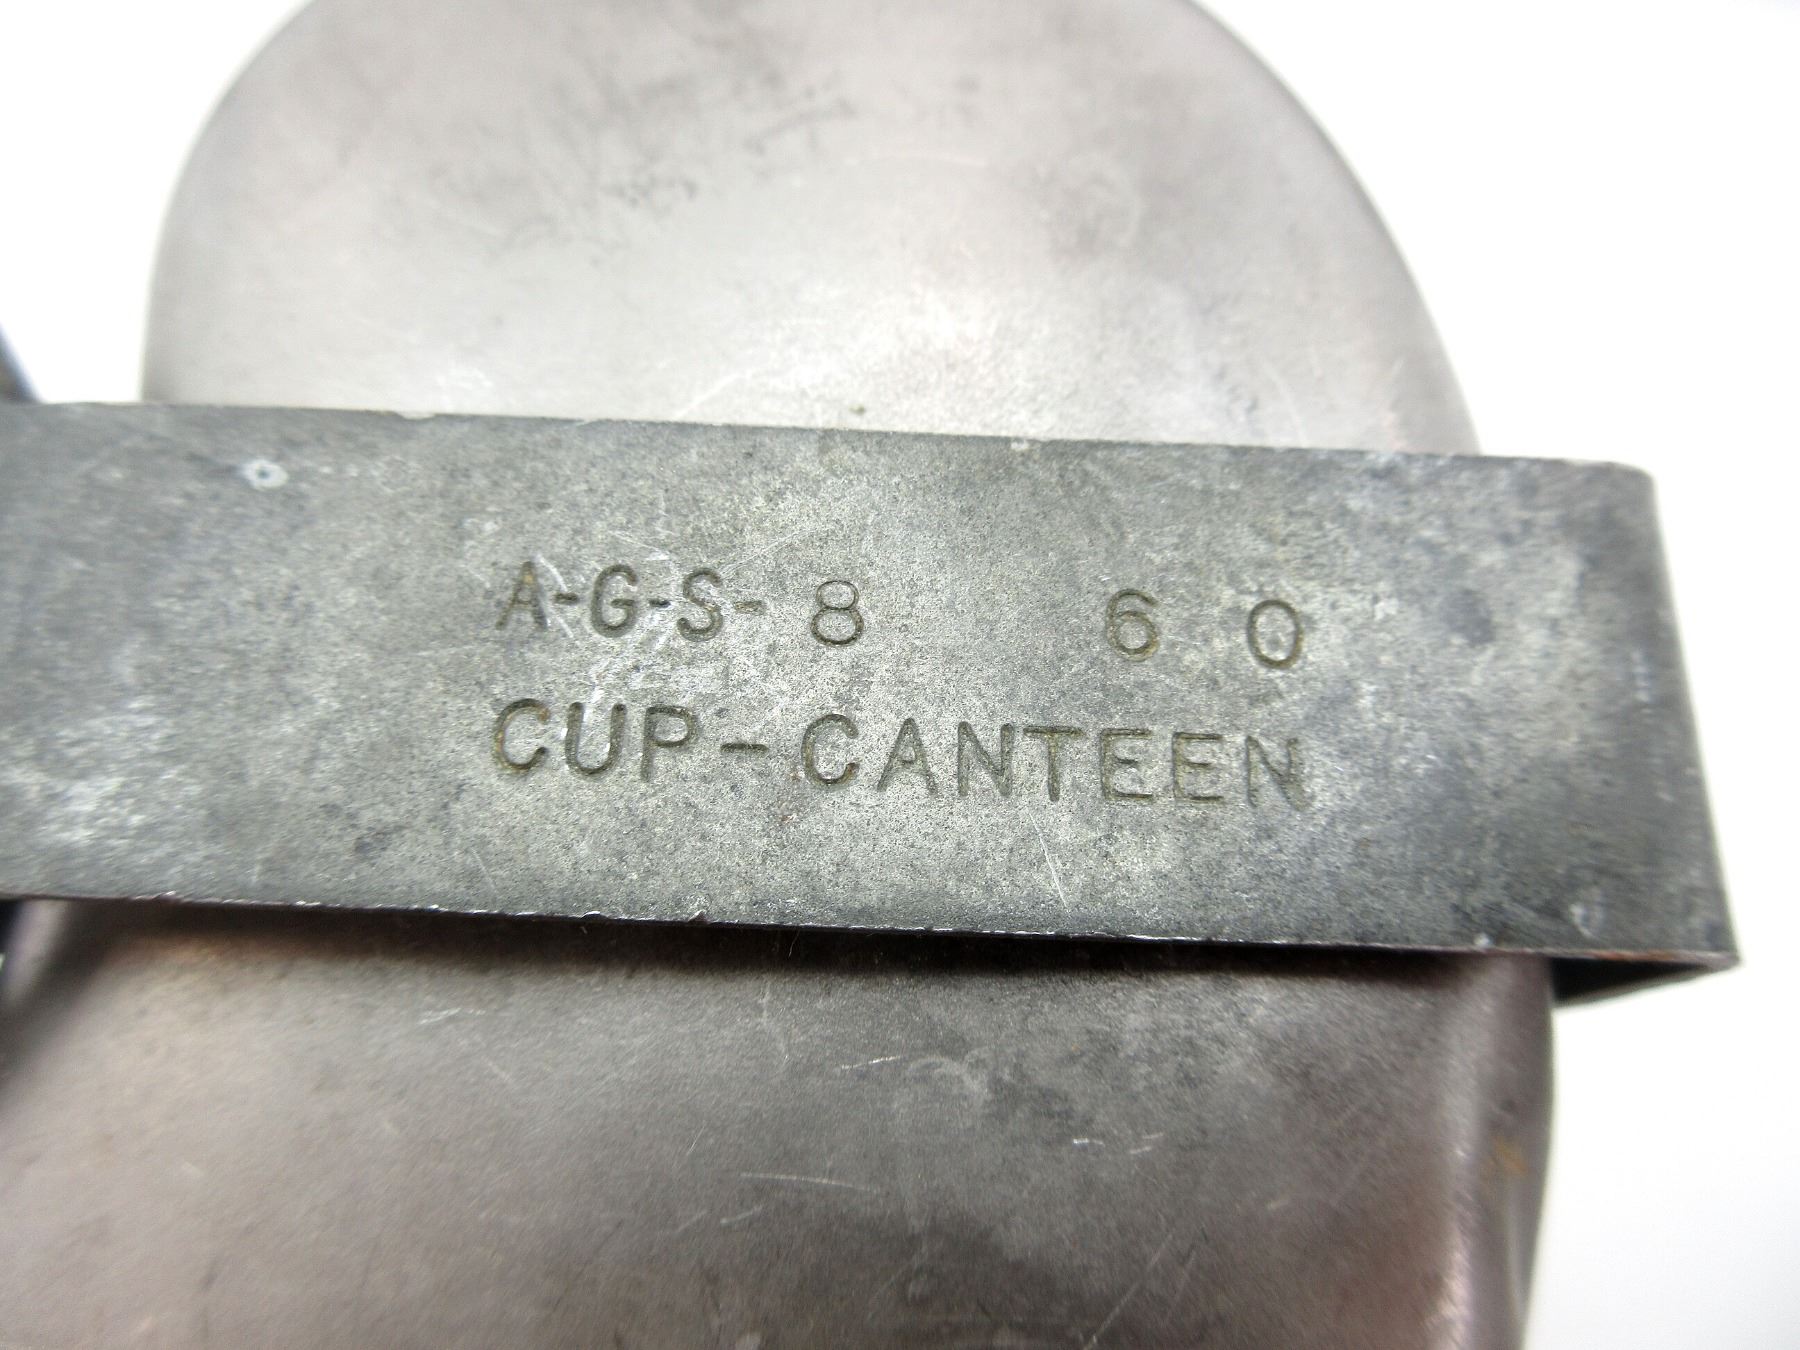 A-G-S- 8 6 0
CUP-CANTEEN